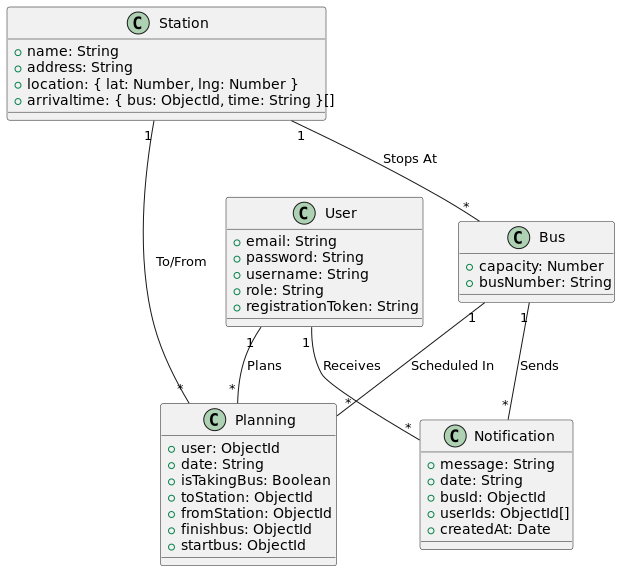 C Station
name: String
address: String
location: { lat: Number, lng: Number }
arrivaltime: { bus: ObjectId, time: String }[]
1
1
Stops At
*
C User
email: String
password: String
username: String
role: String
registrationToken: String
C Bus
capacity: Number
busNumber: String
To/From
1
1
1
1
Plans
Receives
Scheduled In
Sends
*
*
*
*
*
C Planning
user: ObjectId
date: String
isTakingBus: Boolean
toStation: ObjectId
fromStation: ObjectId
finishbus: ObjectId
startbus: ObjectId
C Notification
message: String
date: String
busId: ObjectId
userIds: ObjectId[]
createdAt: Date